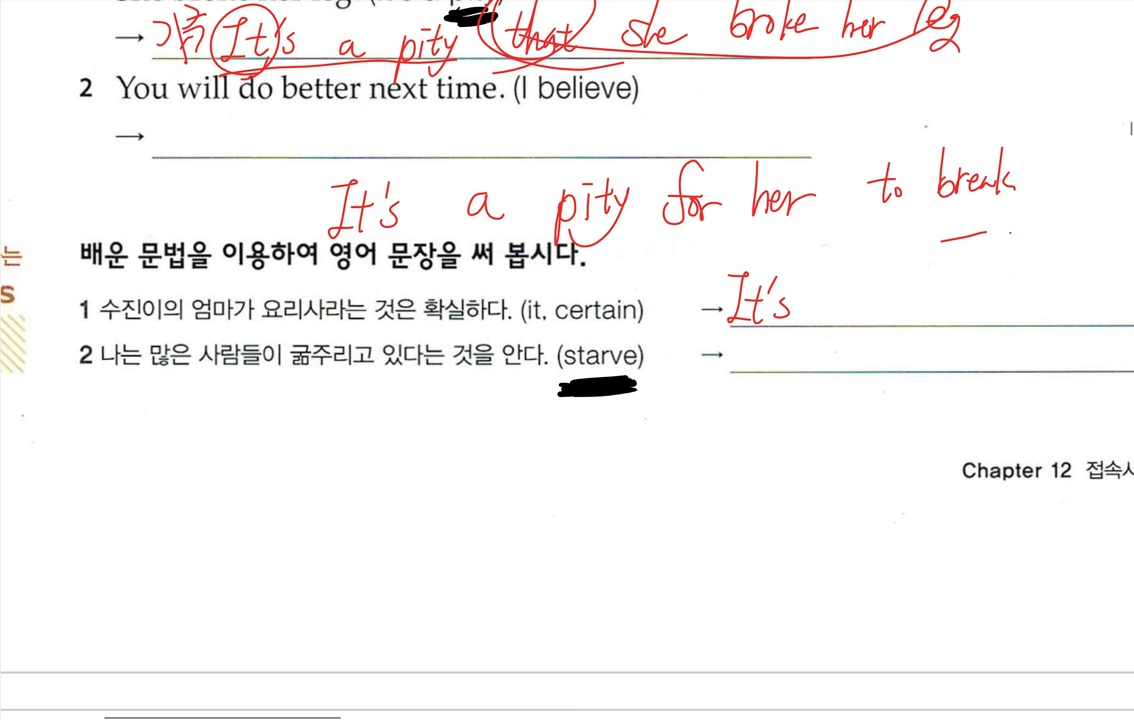 → 가주 It's a pity that she broke her leg
2 You will do better next time. (I believe)
→
It's a pity for her to break
는 배운 문법을 이용하여 영어 문장을 써 봅시다.
S 1 수진이의 엄마가 요리사라는 것은 확실하다. (it, certain) → It's
2 나는 많은 사람들이 굶주리고 있다는 것을 안다. (starve) →
Chapter 12 접속사